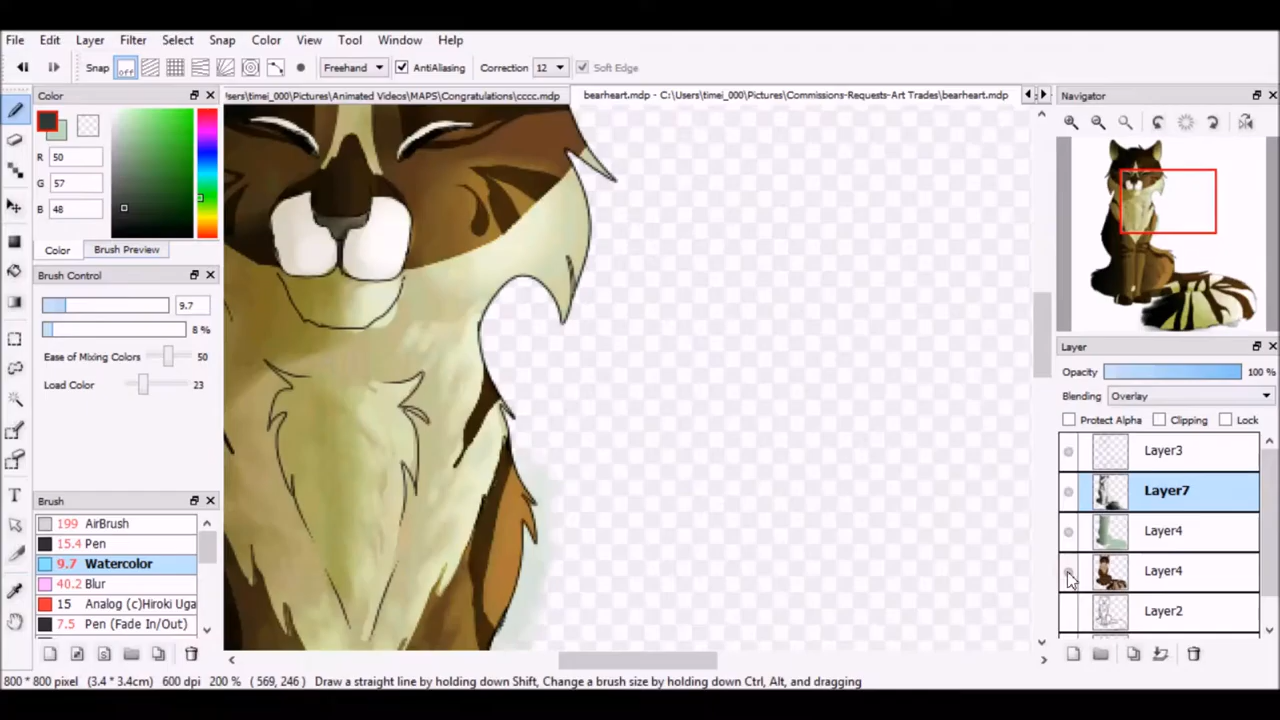 File Edit Layer Filter Select Snap Color View Tool Window Help
Snap off Freehand AntiAliasing Correction 12 Soft Edge
Color
sers\timei_000\Pictures\Animated Videos\MAPS\Congratulations\cccc.mdp
bearheart.mdp - C:\Users\timei_000\Pictures\Commissions-Requests-Art Trades\bearheart.mdp
Navigator
R 50
G 57
B 48
Color Brush Preview
Brush Control
9.7
8 %
Ease of Mixing Colors 50
Load Color 23
Brush
199 AirBrush
15.4 Pen
9.7 Watercolor
40.2 Blur
15 Analog (c)Hiroki Uga
7.5 Pen (Fade In/Out)
Layer
Opacity 100 %
Blending Overlay
Protect Alpha Clipping Lock
Layer3
Layer7
Layer4
Layer4
Layer2
800 * 800 pixel (3.4 * 3.4cm) 600 dpi 200 % ( 569, 246 ) Draw a straight line by holding down Shift, Change a brush size by holding down Ctrl, Alt, and dragging